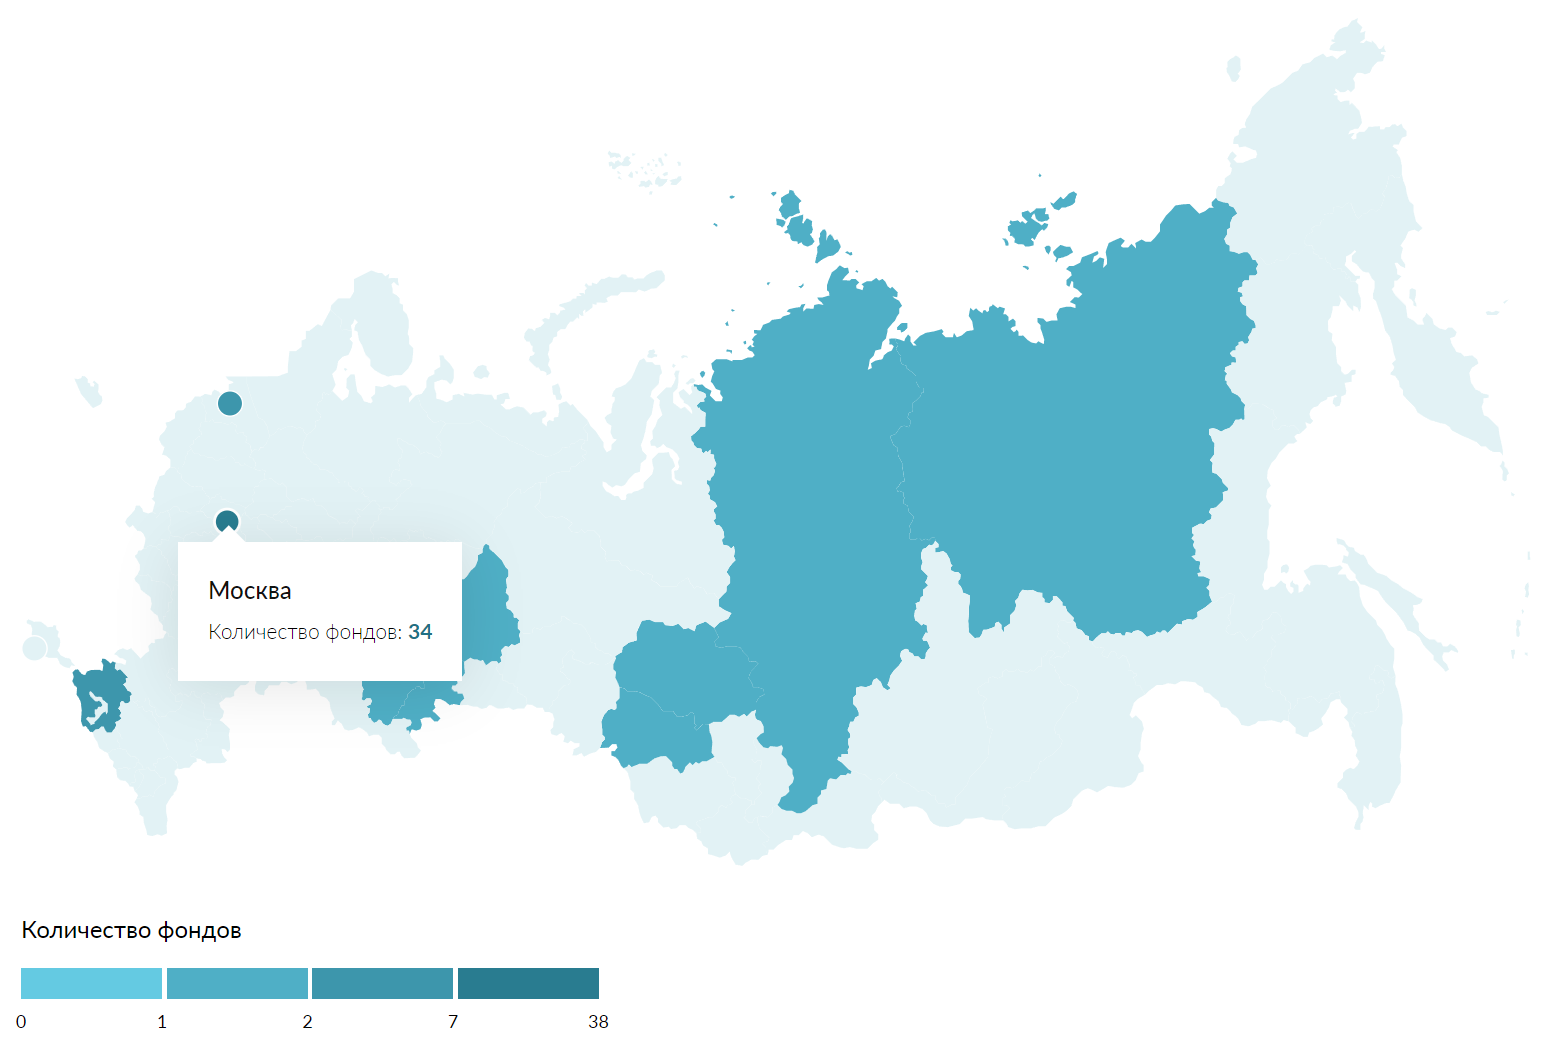 Москва
Количество фондов: 34
Количество фондов
0 1 2 7 38